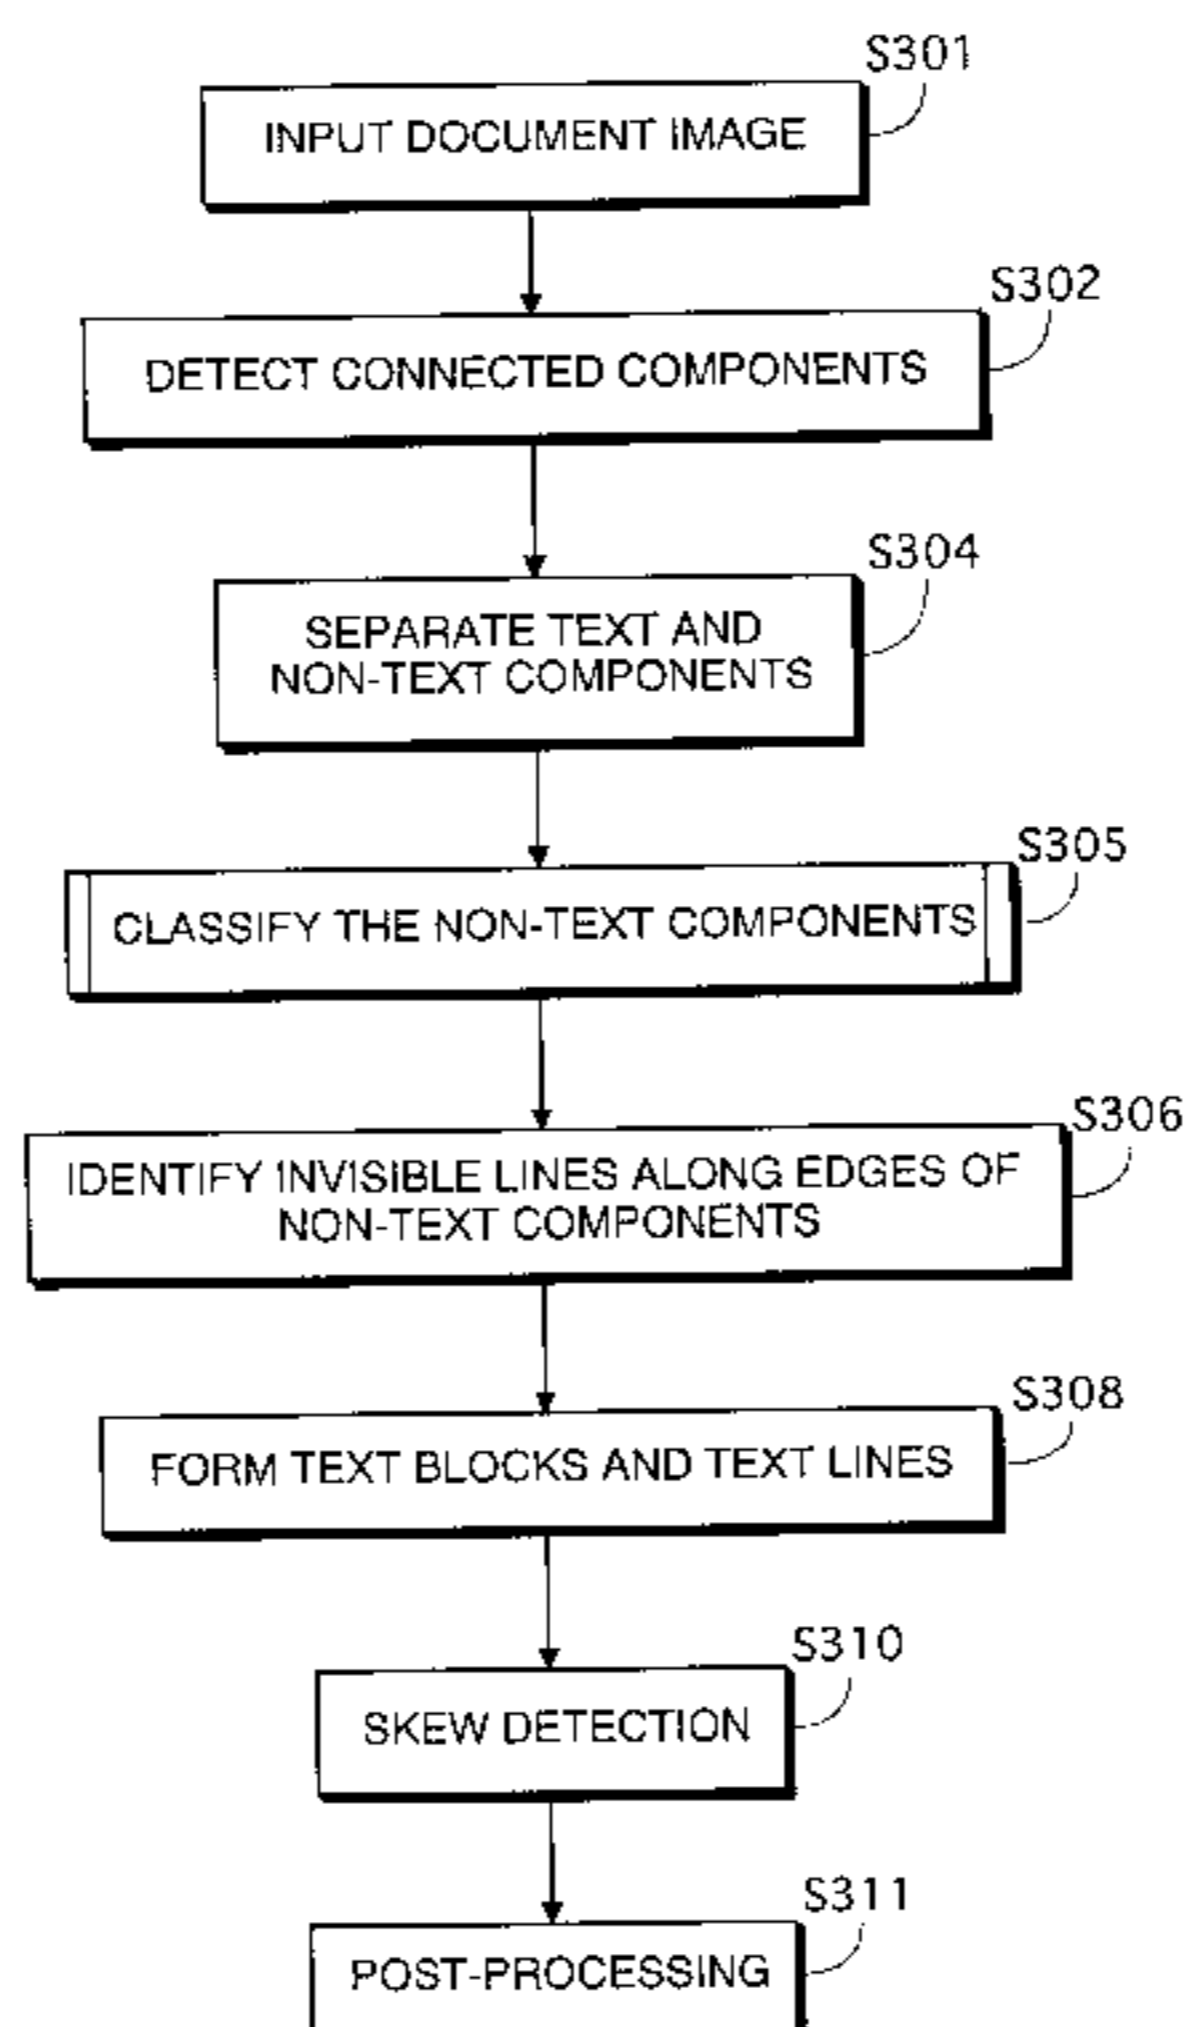 S301
INPUT DOCUMENT IMAGE
S302
DETECT CONNECTED COMPONENTS
S304
SEPARATE TEXT AND
NON-TEXT COMPONENTS
S305
CLASSIFY THE NON-TEXT COMPONENTS
S306
IDENTIFY INVISIBLE LINES ALONG EDGES OF
NON-TEXT COMPONENTS
S308
FORM TEXT BLOCKS AND TEXT LINES
S310
SKEW DETECTION
S311
POST-PROCESSING